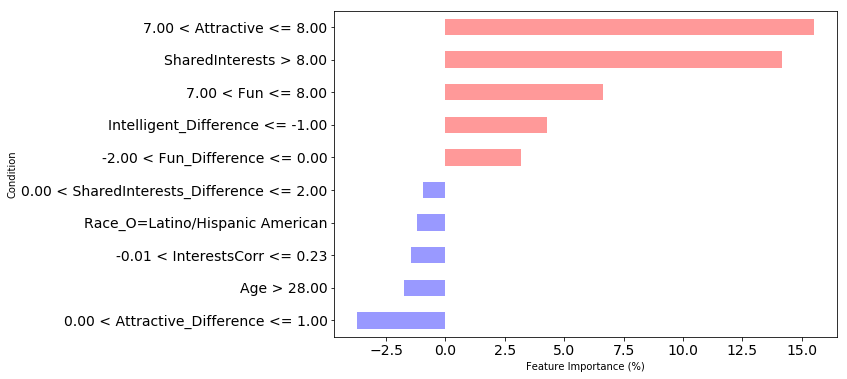 7.00 < Attractive <= 8.00
SharedInterests > 8.00
7.00 < Fun <= 8.00
Intelligent_Difference <= -1.00
-2.00 < Fun_Difference <= 0.00
0.00 < SharedInterests_Difference <= 2.00
Race_O=Latino/Hispanic American
-0.01 < InterestsCorr <= 0.23
Age > 28.00
0.00 < Attractive_Difference <= 1.00
Condition
−2.5 0.0 2.5 5.0 7.5 10.0 12.5 15.0
Feature Importance (%)